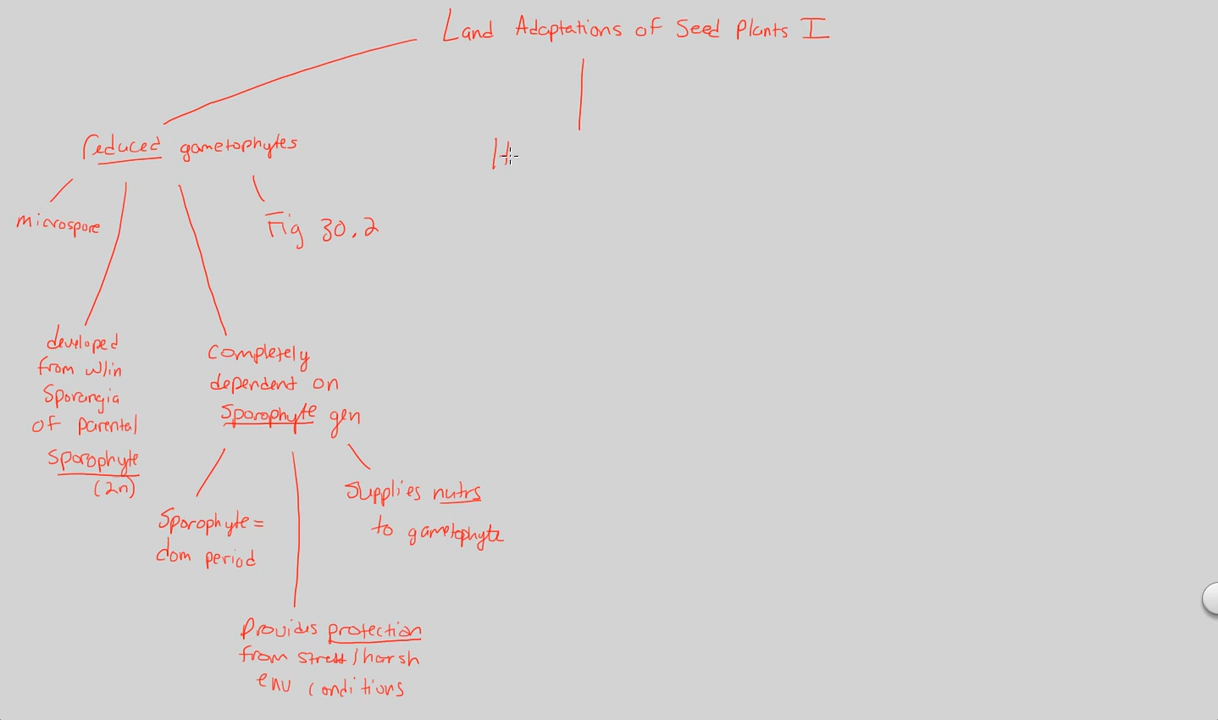 Land Adaptations of Seed Plants I
reduced gametophytes
microspore
Fig 30.2
developed
from w/in
Sporangia
of parental
Sporophyte
(2n)
Completely
dependent on
Sporophyte gen
Sporophyte =
dom period
Supplies nutrs
to gametophyte
Provides protection
from stress/harsh
env conditions